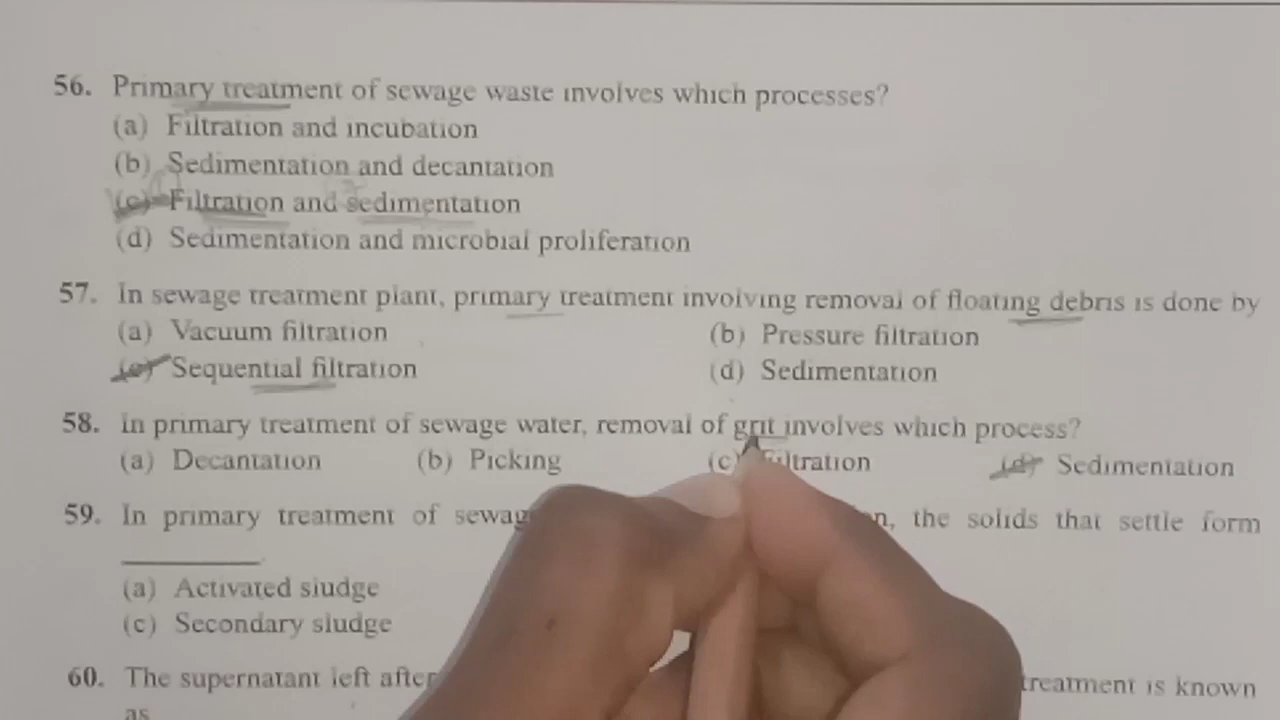 56. Primary treatment of sewage waste involves which processes?
(a) Filtration and incubation
(b) Sedimentation and decantation
(c) Filtration and sedimentation
(d) Sedimentation and microbial proliferation
57. In sewage treatment plant, primary treatment involving removal of floating debris is done by
(a) Vacuum filtration (b) Pressure filtration
(c) Sequential filtration (d) Sedimentation
58. In primary treatment of sewage water, removal of grit involves which process?
(a) Decantation (b) Picking (c) Filtration (d) Sedimentation
59. In primary treatment of the solids that settle form
(a) Activated sludge
(c) Secondary sludge
60. The supernatant left after treatment is known
as